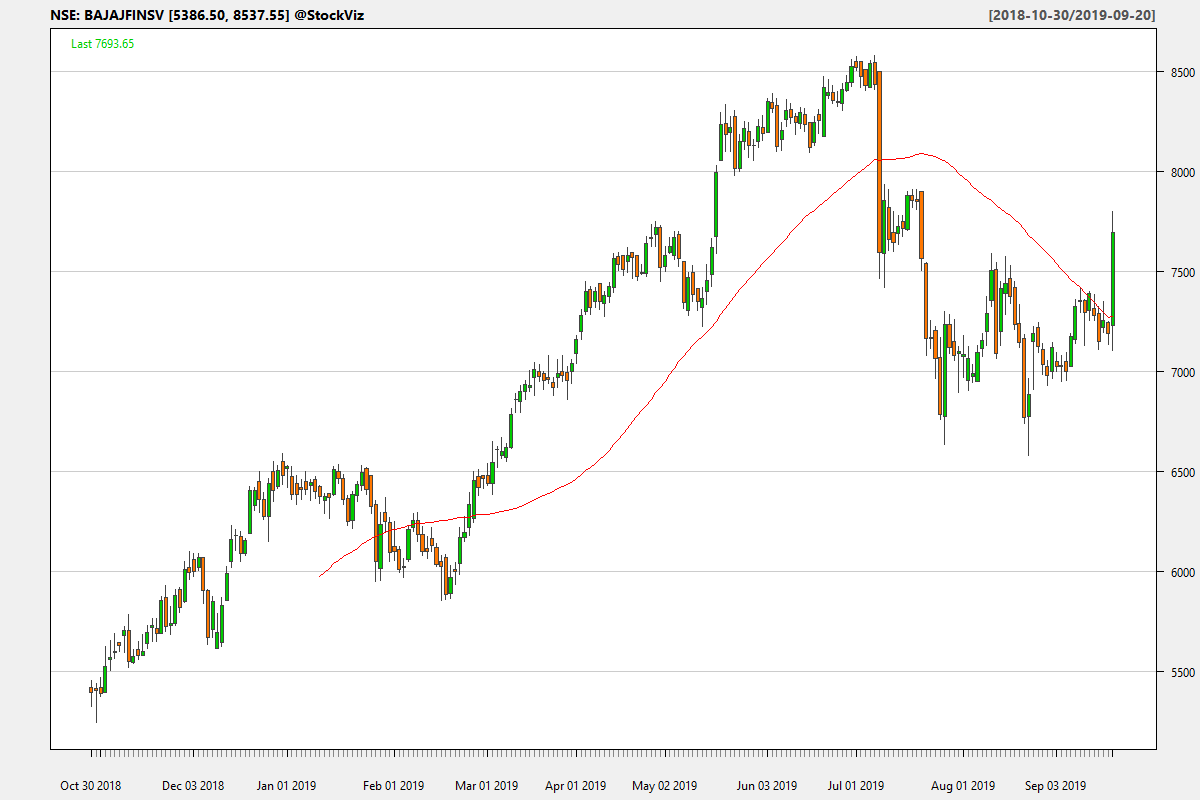 NSE: BAJAJFINSV [5386.50, 8537.55] @StockViz
[2018-10-30/2019-09-20]
Last 7693.65
8500
8000
7500
7000
6500
6000
5500
Oct 30 2018
Dec 03 2018
Jan 01 2019
Feb 01 2019
Mar 01 2019
Apr 01 2019
May 02 2019
Jun 03 2019
Jul 01 2019
Aug 01 2019
Sep 03 2019